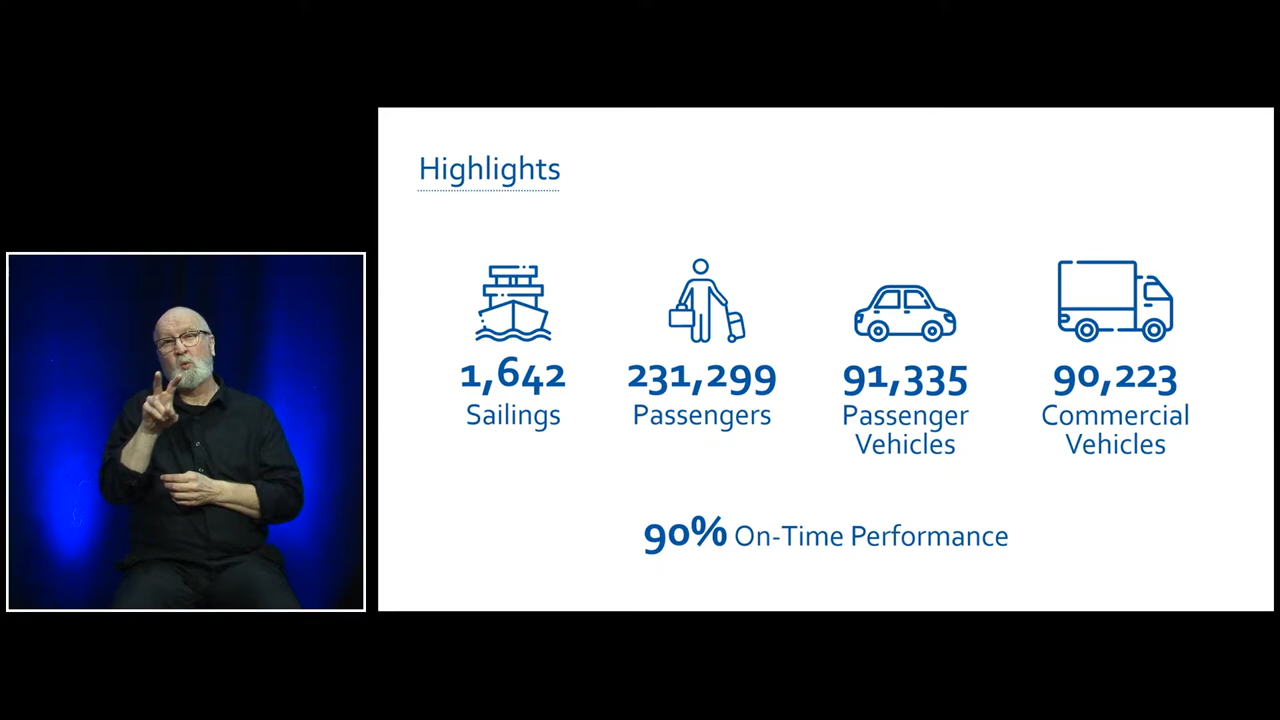 Highlights
1,642
Sailings
231,299
Passengers
91,335
Passenger
Vehicles
90,223
Commercial
Vehicles
90% On-Time Performance